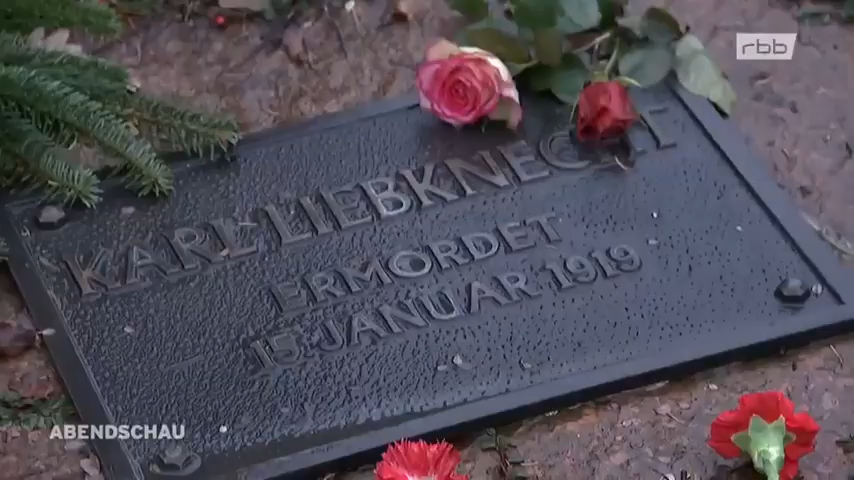 rbb
KARL LIEBKNECHT
ERMORDET
15. JANUAR 1919
ABENDSCHAU